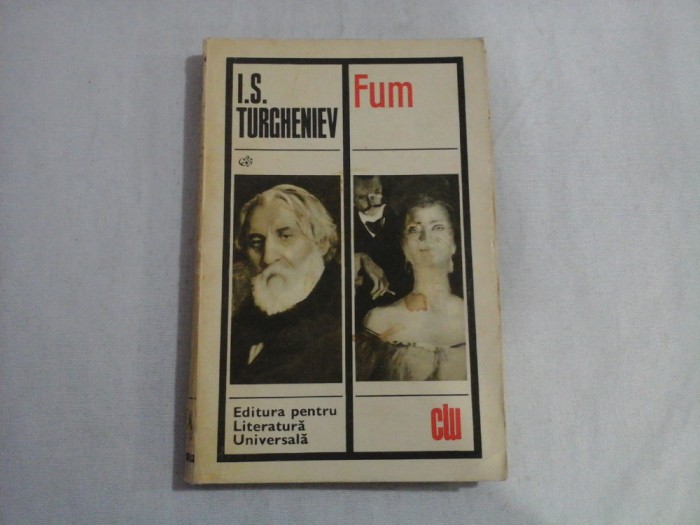 I.S.
TURGHENIEV
Fum
Editura pentru
Literatură
Universală
clu